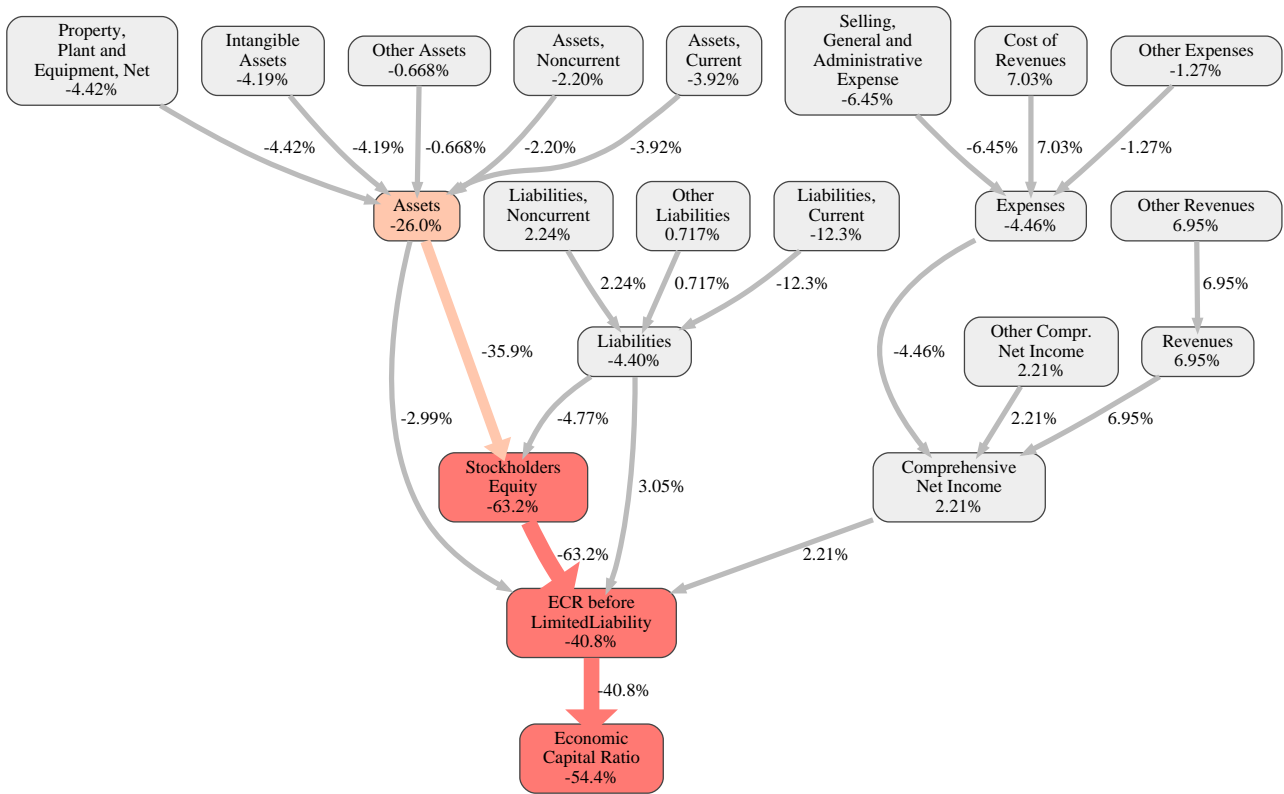 Property,
Plant and
Equipment, Net
-4.42%
Intangible
Assets
-4.19%
Other Assets
-0.668%
Assets,
Noncurrent
-2.20%
Assets,
Current
-3.92%
Selling,
General and
Administrative
Expense
-6.45%
Cost of
Revenues
7.03%
Other Expenses
-1.27%
-4.42%
-4.19%
-0.668%
-2.20%
-3.92%
-6.45%
7.03%
-1.27%
Assets
-26.0%
Liabilities,
Noncurrent
2.24%
Other
Liabilities
0.717%
Liabilities,
Current
-12.3%
Expenses
-4.46%
Other Revenues
6.95%
2.24%
0.717%
-12.3%
6.95%
-35.9%
Liabilities
-4.40%
-4.46%
Other Compr.
Net Income
2.21%
Revenues
6.95%
-2.99%
-4.77%
2.21%
6.95%
Stockholders
Equity
-63.2%
3.05%
Comprehensive
Net Income
2.21%
-63.2%
2.21%
ECR before
LimitedLiability
-40.8%
-40.8%
Economic
Capital Ratio
-54.4%